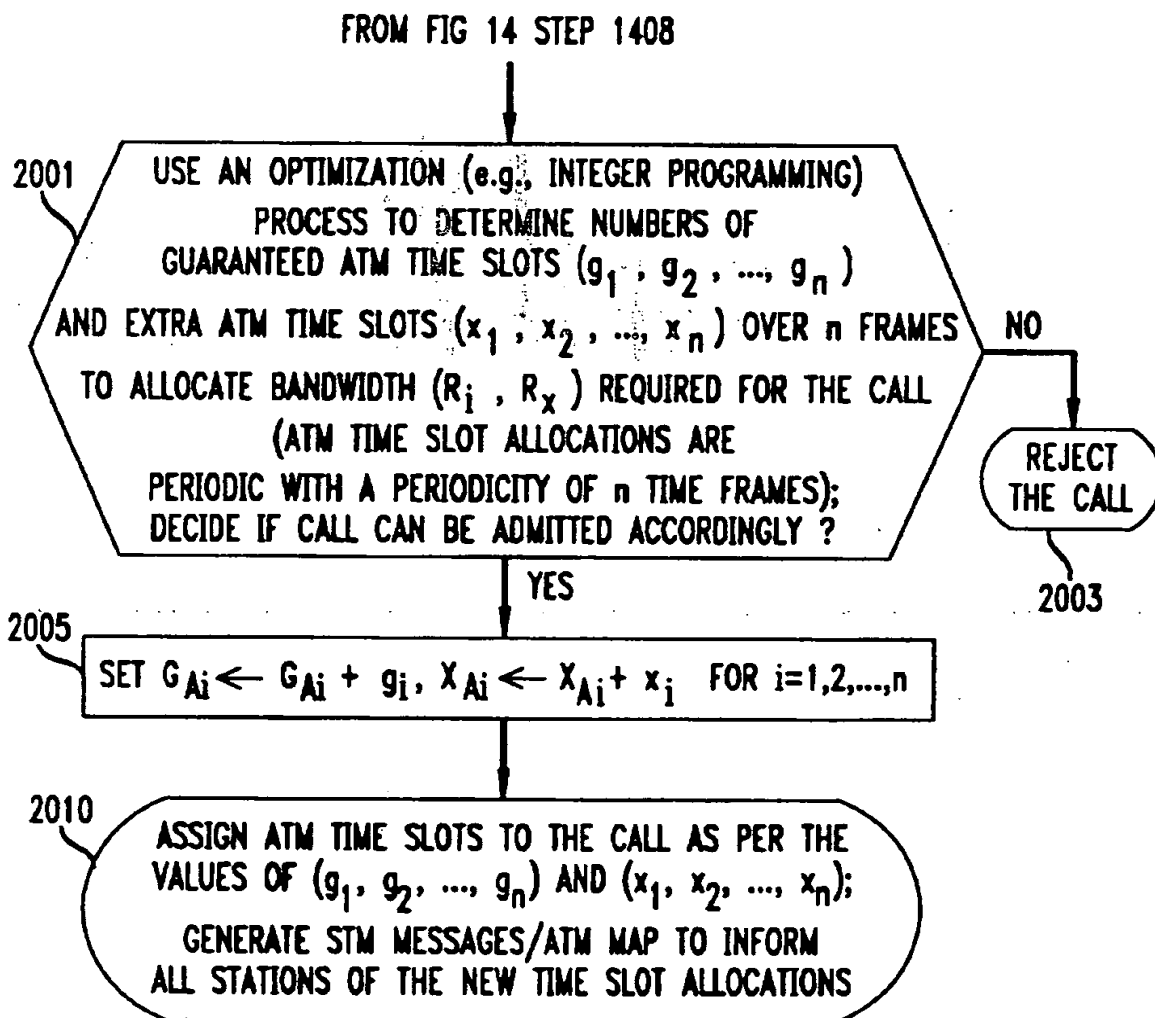 FROM FIG 14 STEP 1408
2001
USE AN OPTIMIZATION (e.g., INTEGER PROGRAMMING)
PROCESS TO DETERMINE NUMBERS OF
GUARANTEED ATM TIME SLOTS (g1 , g2 , ..., gn )
AND EXTRA ATM TIME SLOTS (x1 , x2 , ..., xn ) OVER n FRAMES
TO ALLOCATE BANDWIDTH (Ri , Rx ) REQUIRED FOR THE CALL
(ATM TIME SLOT ALLOCATIONS ARE
PERIODIC WITH A PERIODICITY OF n TIME FRAMES);
DECIDE IF CALL CAN BE ADMITTED ACCORDINGLY ?
NO
REJECT
THE CALL
2003
YES
2005
SET GAi ← GAi + gi, XAi ← XAi + xi FOR i=1,2,...,n
2010
ASSIGN ATM TIME SLOTS TO THE CALL AS PER THE
VALUES OF (g1, g2, ..., gn) AND (x1, x2, ..., xn);
GENERATE STM MESSAGES/ATM MAP TO INFORM
ALL STATIONS OF THE NEW TIME SLOT ALLOCATIONS